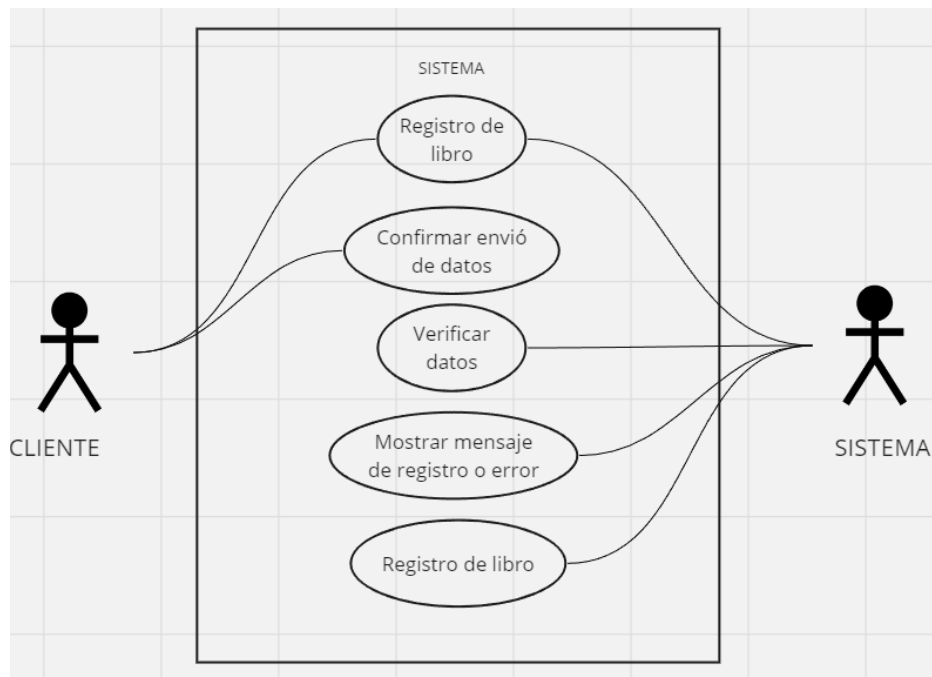 SISTEMA
Registro de
libro
Confirmar envió
de datos
Verificar
datos
CLIENTE
SISTEMA
Mostrar mensaje
de registro o error
Registro de libro